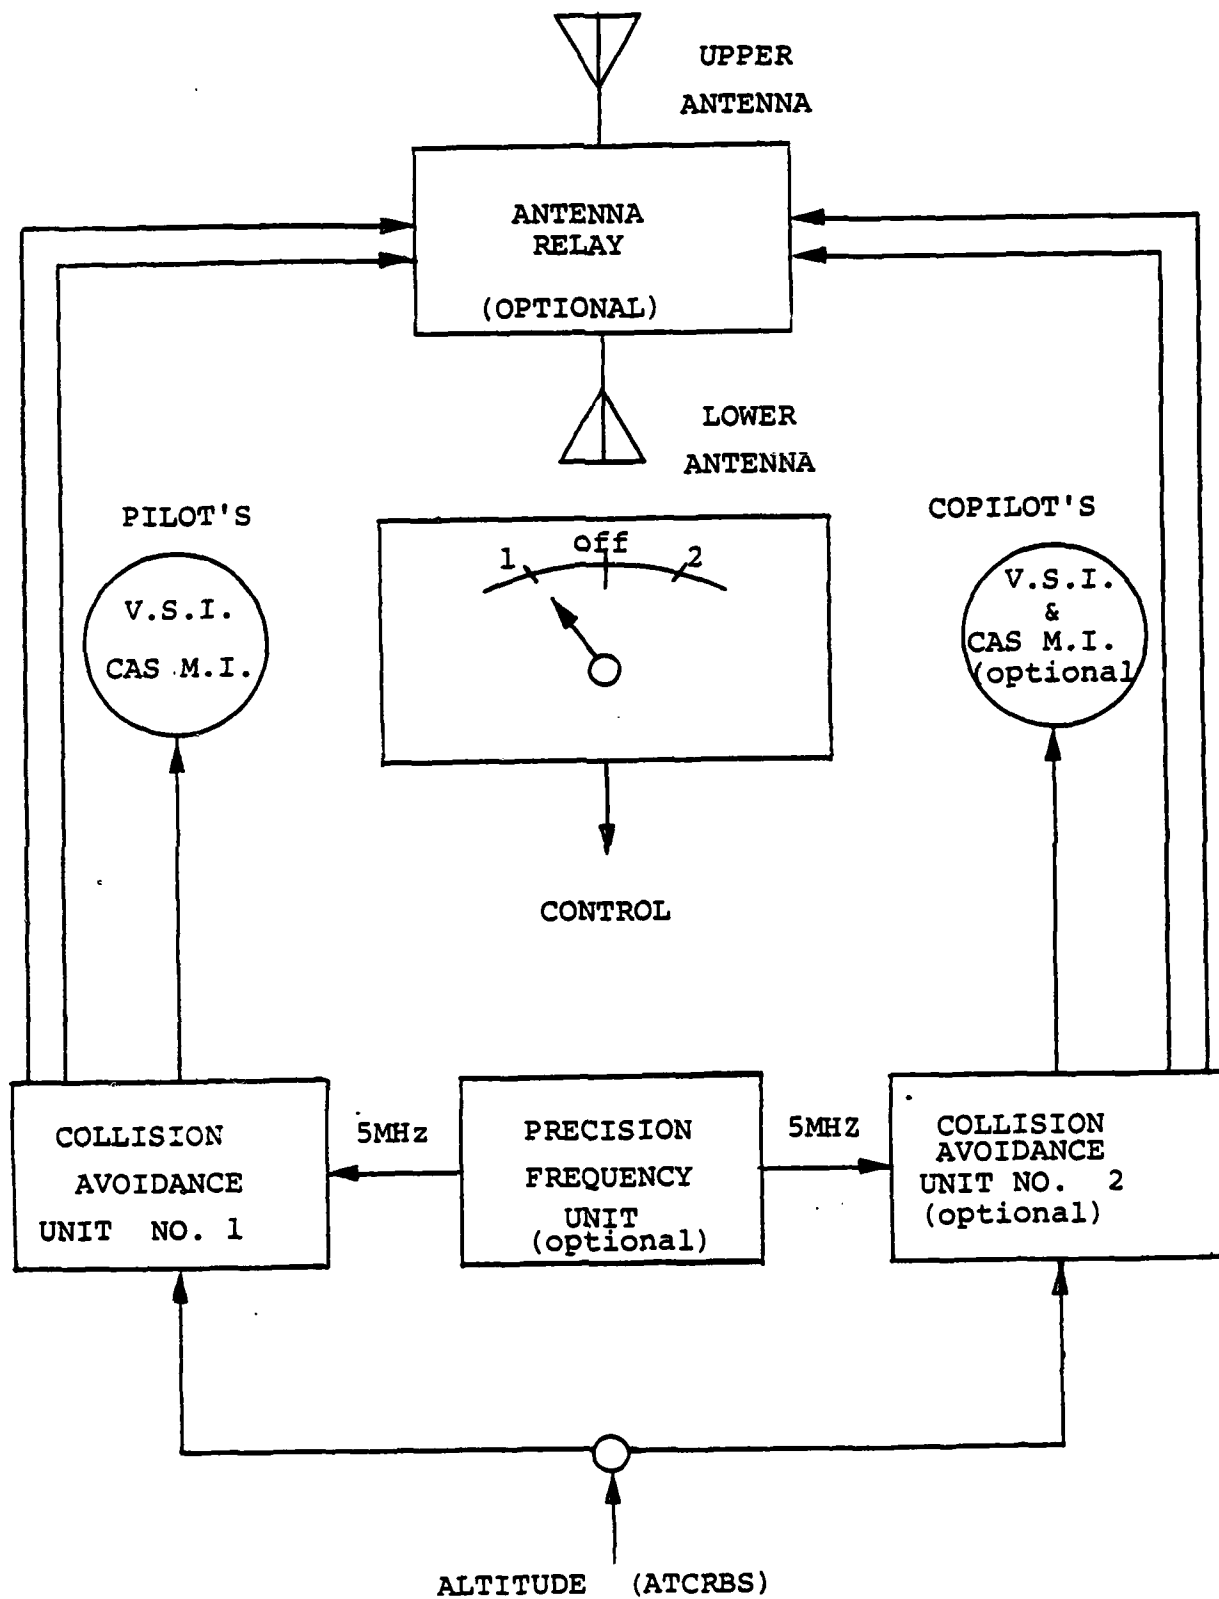 UPPER
ANTENNA
ANTENNA
RELAY
(OPTIONAL)
LOWER
ANTENNA
PILOT'S
V.S.I.
CAS M.I.
1 Off 2
COPILOT'S
V.S.I.
&
CAS M.I.
(optional
CONTROL
COLLISION
AVOIDANCE
UNIT NO. 1
5MHz
PRECISION
FREQUENCY
UNIT
(optional)
5MHZ
COLLISION
AVOIDANCE
UNIT NO. 2
(optional)
ALTITUDE (ATCRBS)